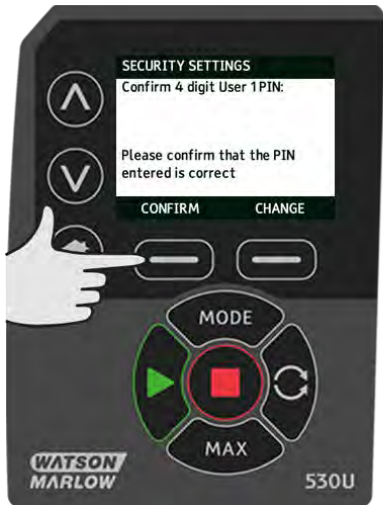 SECURITY SETTINGS
Confirm 4 digit User 1 PIN:
Please confirm that the PIN
entered is correct
CONFIRM CHANGE
MODE
MAX
WATSON
MARLOW
530U